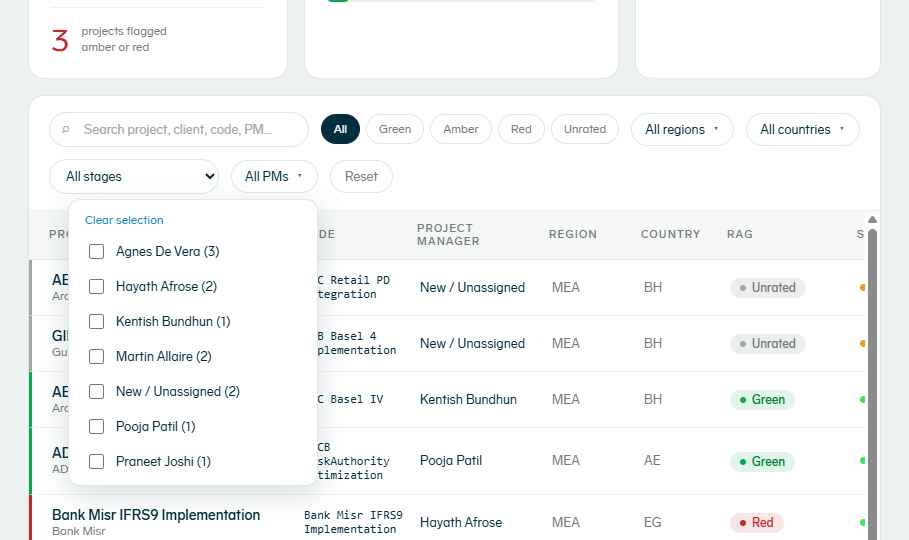 3
projects flagged
amber or red
Search project, client, code, PM...
All
Green
Amber
Red
Unrated
All regions
All countries
All stages
All PMs
Reset
Clear selection
Agnes De Vera (3)
Hayath Afrose (2)
Kentish Bundhun (1)
Martin Allaire (2)
New / Unassigned (2)
Pooja Patil (1)
Praneet Joshi (1)
PROJECT
MANAGER
REGION
COUNTRY
RAG
C Retail PD
tegration
New / Unassigned
MEA
BH
Unrated
B Basel 4
plementation
New / Unassigned
MEA
BH
Unrated
C Basel IV
Kentish Bundhun
MEA
BH
Green
CB
skAuthority
timization
Pooja Patil
MEA
AE
Green
Bank Misr IFRS9 Implementation
Bank Misr
Bank Misr IFRS9
Implementation
Hayath Afrose
MEA
EG
Red